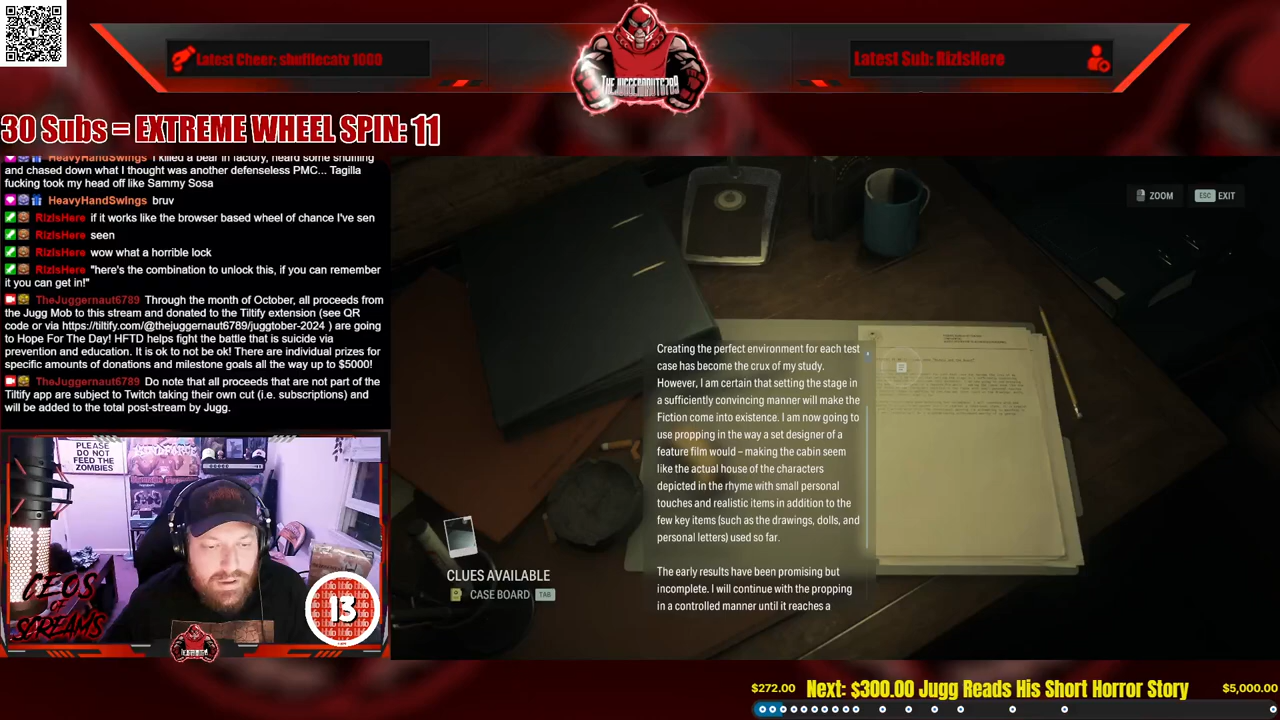 Latest Cheer: shufflecatv 1000
THEJUGGERNAUT6789
Latest Sub: RizIsHere
30 Subs = EXTREME WHEEL SPIN: 11
HeavyHandSwings I killed a bear in factory, heard some shuffling
and chased down what I thought was another defenseless PMC... Tagilla
fucking took my head off like Sammy Sosa
HeavyHandSwings bruv
RizIsHere if it works like the browser based wheel of chance I've sen
RizIsHere seen
RizIsHere wow what a horrible lock
RizIsHere "here's the combination to unlock this, if you can remember
it you can get in!"
TheJuggernaut6789 Through the month of October, all proceeds from
the Jugg Mob to this stream and donated to the Tiltify extension (see QR
code or via https://tiltify.com/@thejuggernaut6789/juggtober-2024 ) are going
to Hope For The Day! HFTD helps fight the battle that is suicide via
prevention and education. It is ok to not be ok! There are individual prizes for
specific amounts of donations and milestone goals all the way up to $5000!
TheJuggernaut6789 Do note that all proceeds that are not part of the
Tiltify app are subject to Twitch taking their own cut (i.e. subscriptions) and
will be added to the total post-stream by Jugg.
ZOOM
ESC EXIT
Creating the perfect environment for each test
case has become the crux of my study.
However, I am certain that setting the stage in
a sufficiently convincing manner will make the
Fiction come into existence. I am now going to
use propping in the way a set designer of a
feature film would – making the cabin seem
like the actual house of the characters
depicted in the rhyme with small personal
touches and realistic items in addition to the
few key items (such as the drawings, dolls, and
personal letters) used so far.
The early results have been promising but
incomplete. I will continue with the propping
in a controlled manner until it reaches a
CLUES AVAILABLE
CASE BOARD TAB
PLEASE
DO NOT
FEED THE
ZOMBIES
CEOS
OF
SCREAMS
13
$272.00
Next: $300.00 Jugg Reads His Short Horror Story
$5,000.00